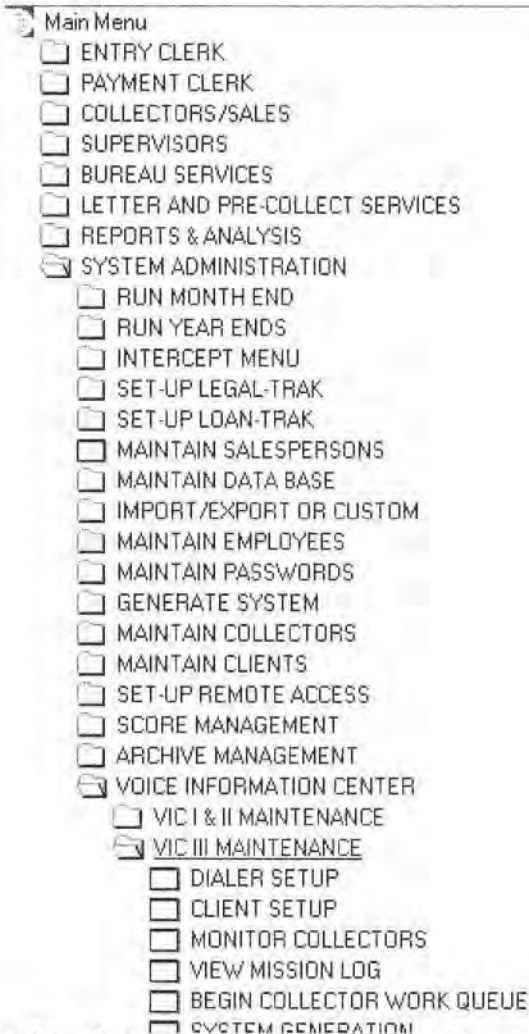 Main Menu
ENTRY CLERK
PAYMENT CLERK
COLLECTORS/SALES
SUPERVISORS
BUREAU SERVICES
LETTER AND PRE-COLLECT SERVICES
REPORTS & ANALYSIS
SYSTEM ADMINISTRATION
RUN MONTH END
RUN YEAR ENDS
INTERCEPT MENU
SET-UP LEGAL-TRAK
SET-UP LOAN-TRAK
MAINTAIN SALESPERSONS
MAINTAIN DATA BASE
IMPORT/EXPORT OR CUSTOM
MAINTAIN EMPLOYEES
MAINTAIN PASSWORDS
GENERATE SYSTEM
MAINTAIN COLLECTORS
MAINTAIN CLIENTS
SET-UP REMOTE ACCESS
SCORE MANAGEMENT
ARCHIVE MANAGEMENT
VOICE INFORMATION CENTER
VIC I & II MAINTENANCE
VIC III MAINTENANCE
DIALER SETUP
CLIENT SETUP
MONITOR COLLECTORS
VIEW MISSION LOG
BEGIN COLLECTOR WORK QUEUE
SYSTEM GENERATION